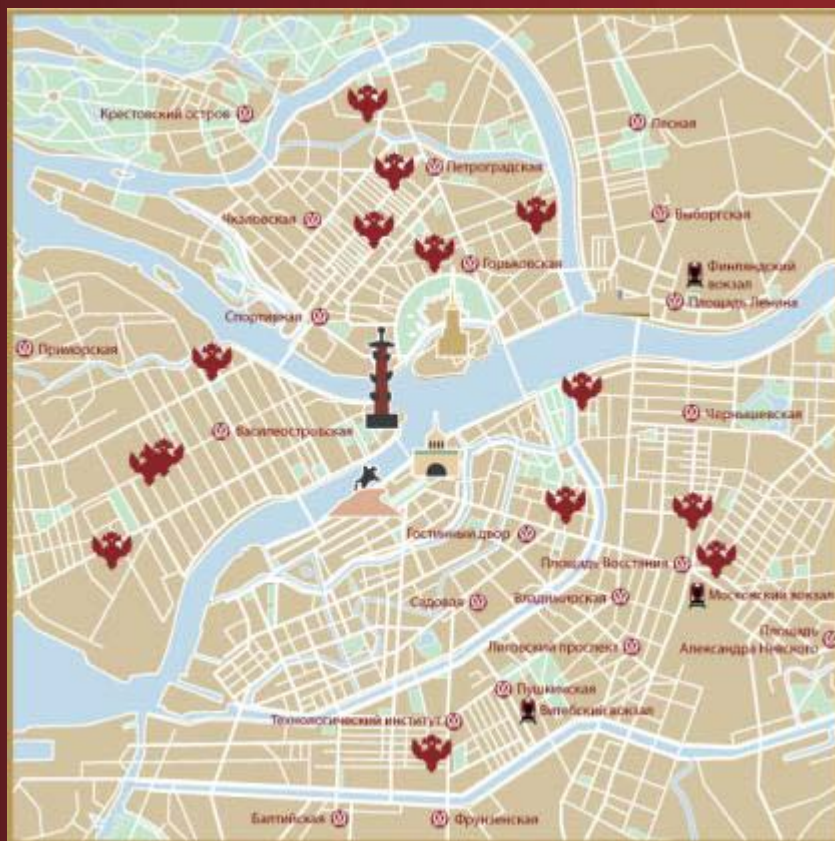 Крестовский остров
Лесная
Петроградская
Чкаловская
Выборгская
Горьковская
Финляндский
вокзал
Площадь Ленина
Спортивная
Приморская
Чернышевская
Василеостровская
Гостинный двор
Площадь Восстания
Московский вокзал
Садовая
Владимирская
Площадь
Александра Невского
Лиговский проспект
Пушкинская
Витебский вокзал
Технологический институт
Балтийская
Фрунзенская